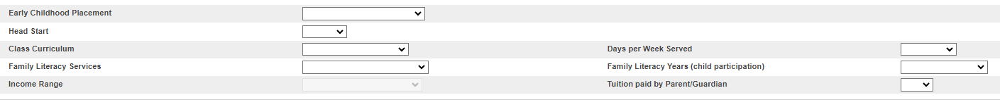 Early Childhood Placement
Head Start
Class Curriculum Days per Week Served
Family Literacy Services Family Literacy Years (child participation)
Income Range Tuition paid by Parent/Guardian